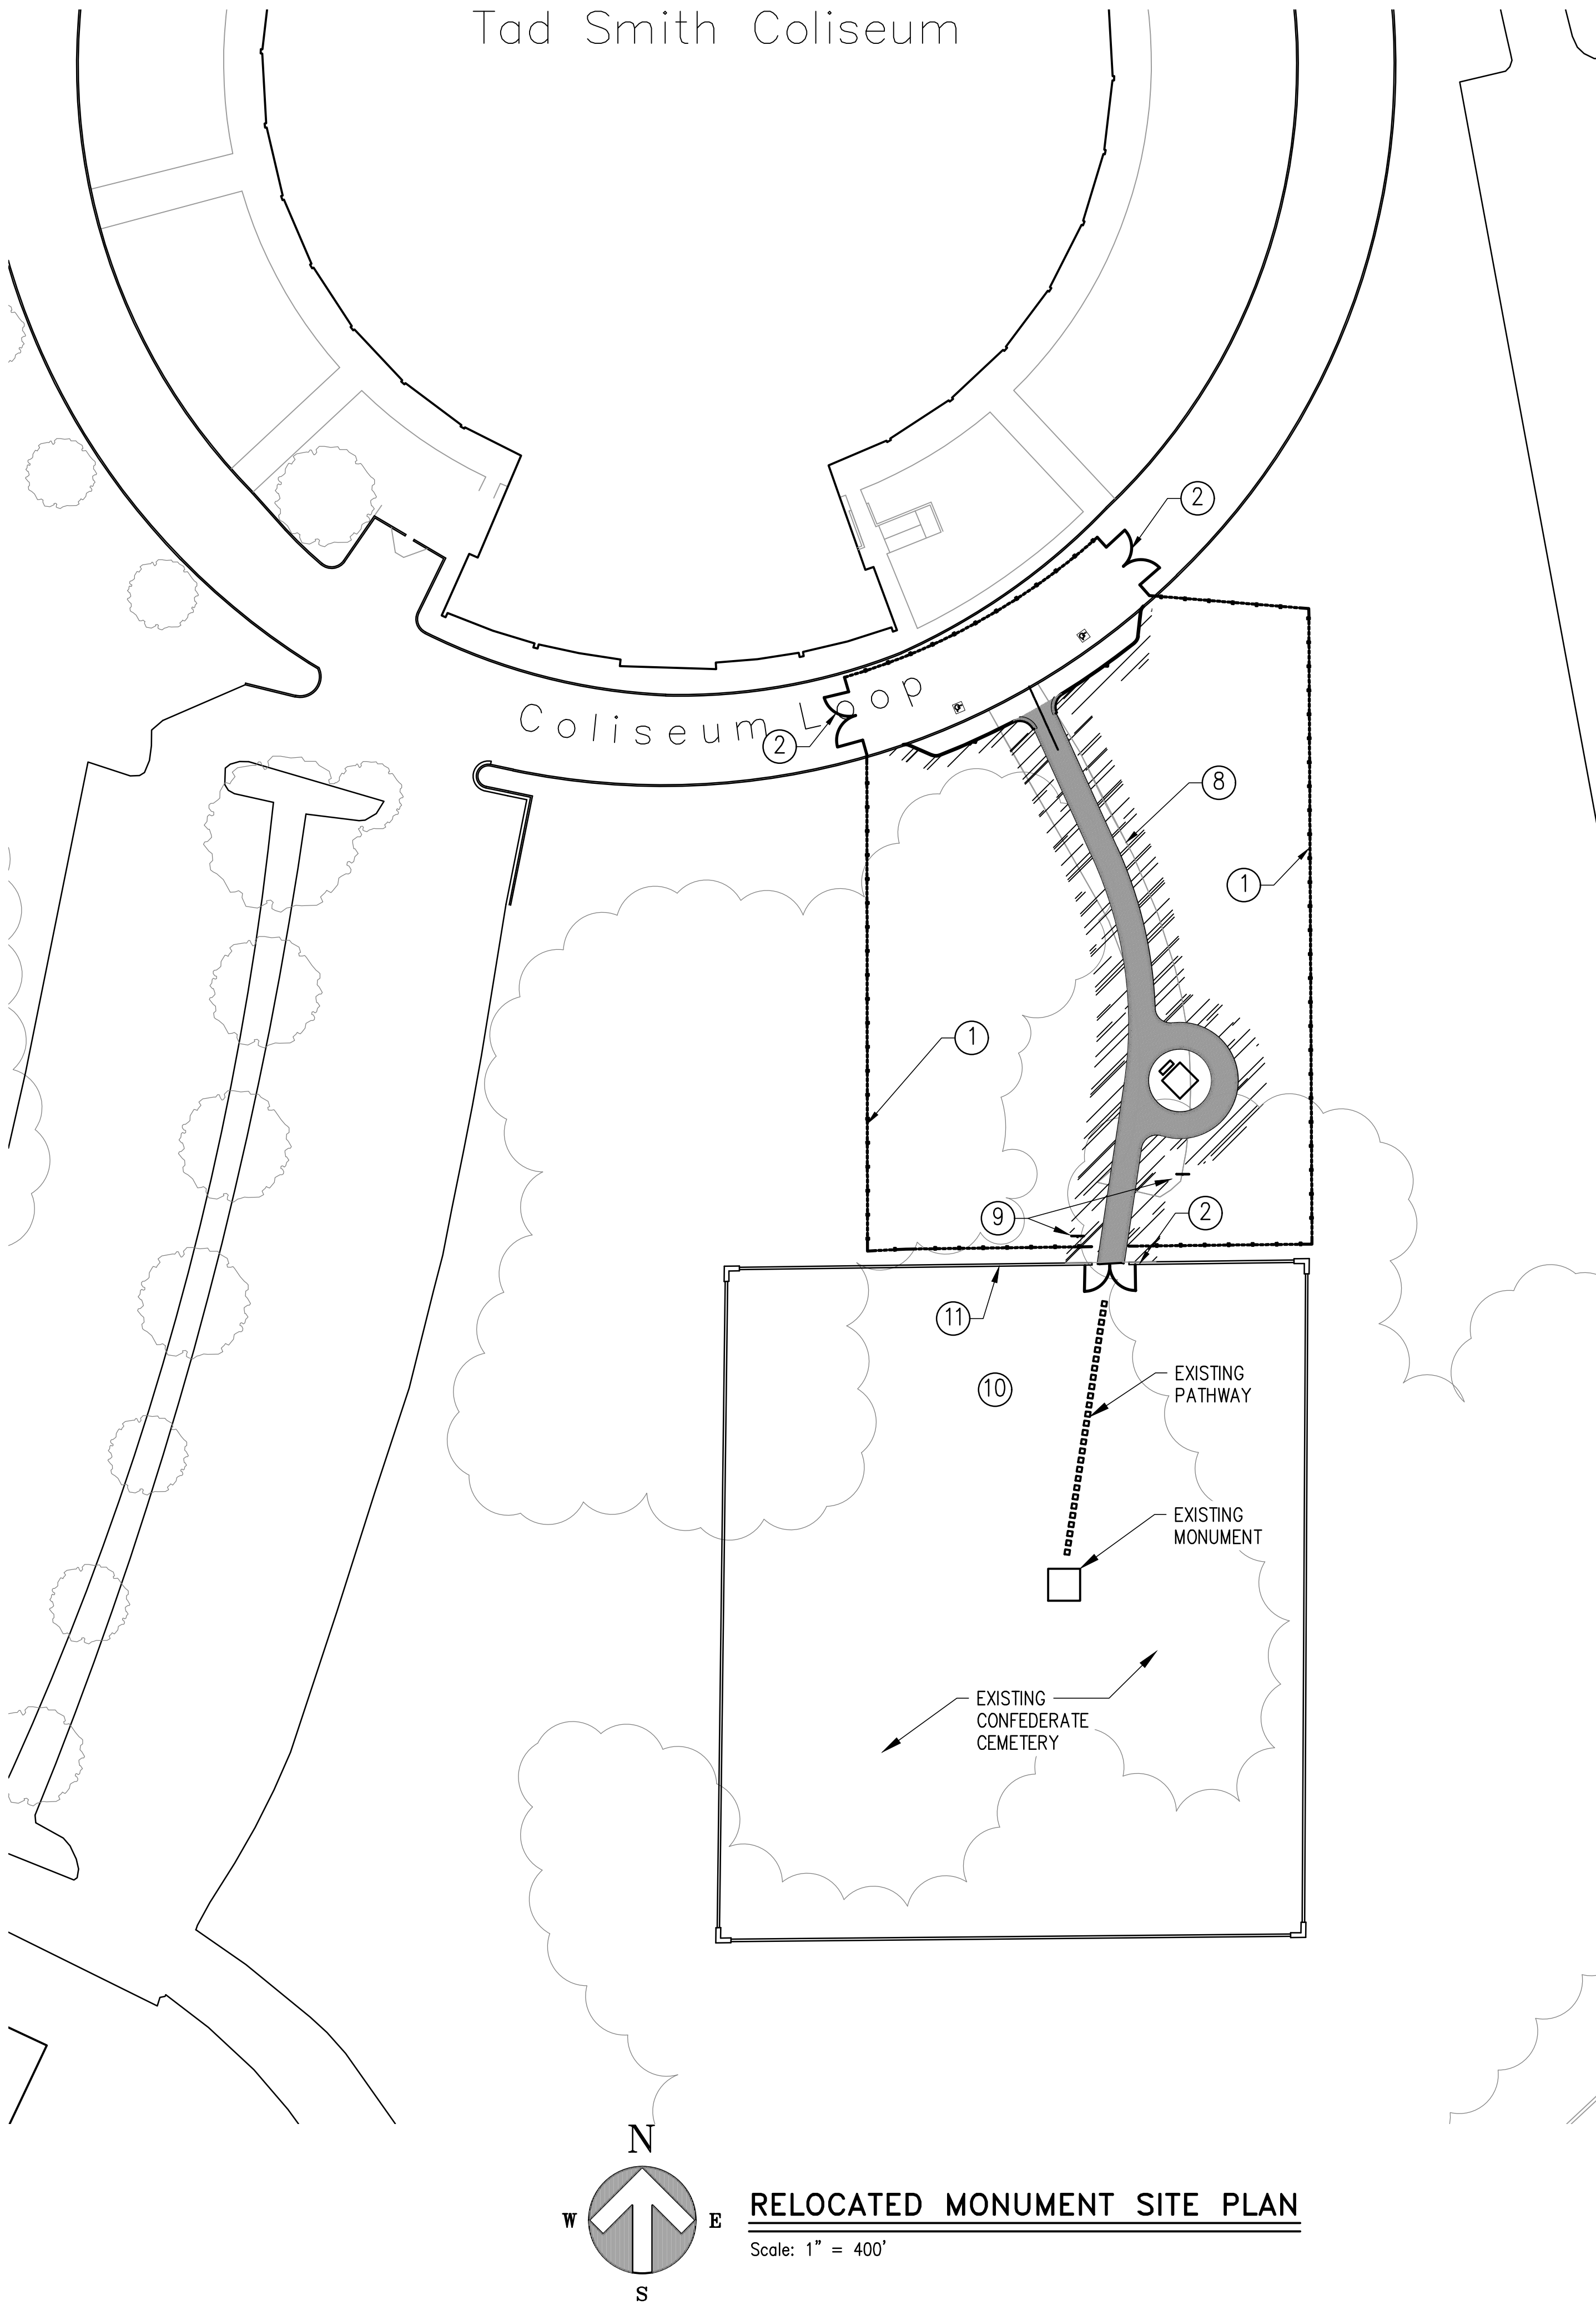 Tad Smith Coliseum
2
Coliseum Loop
2
8
1
1
9
2
11
10
EXISTING
PATHWAY
EXISTING
MONUMENT
EXISTING
CONFEDERATE
CEMETERY
N
W
E
S
RELOCATED MONUMENT SITE PLAN
Scale: 1" = 400'